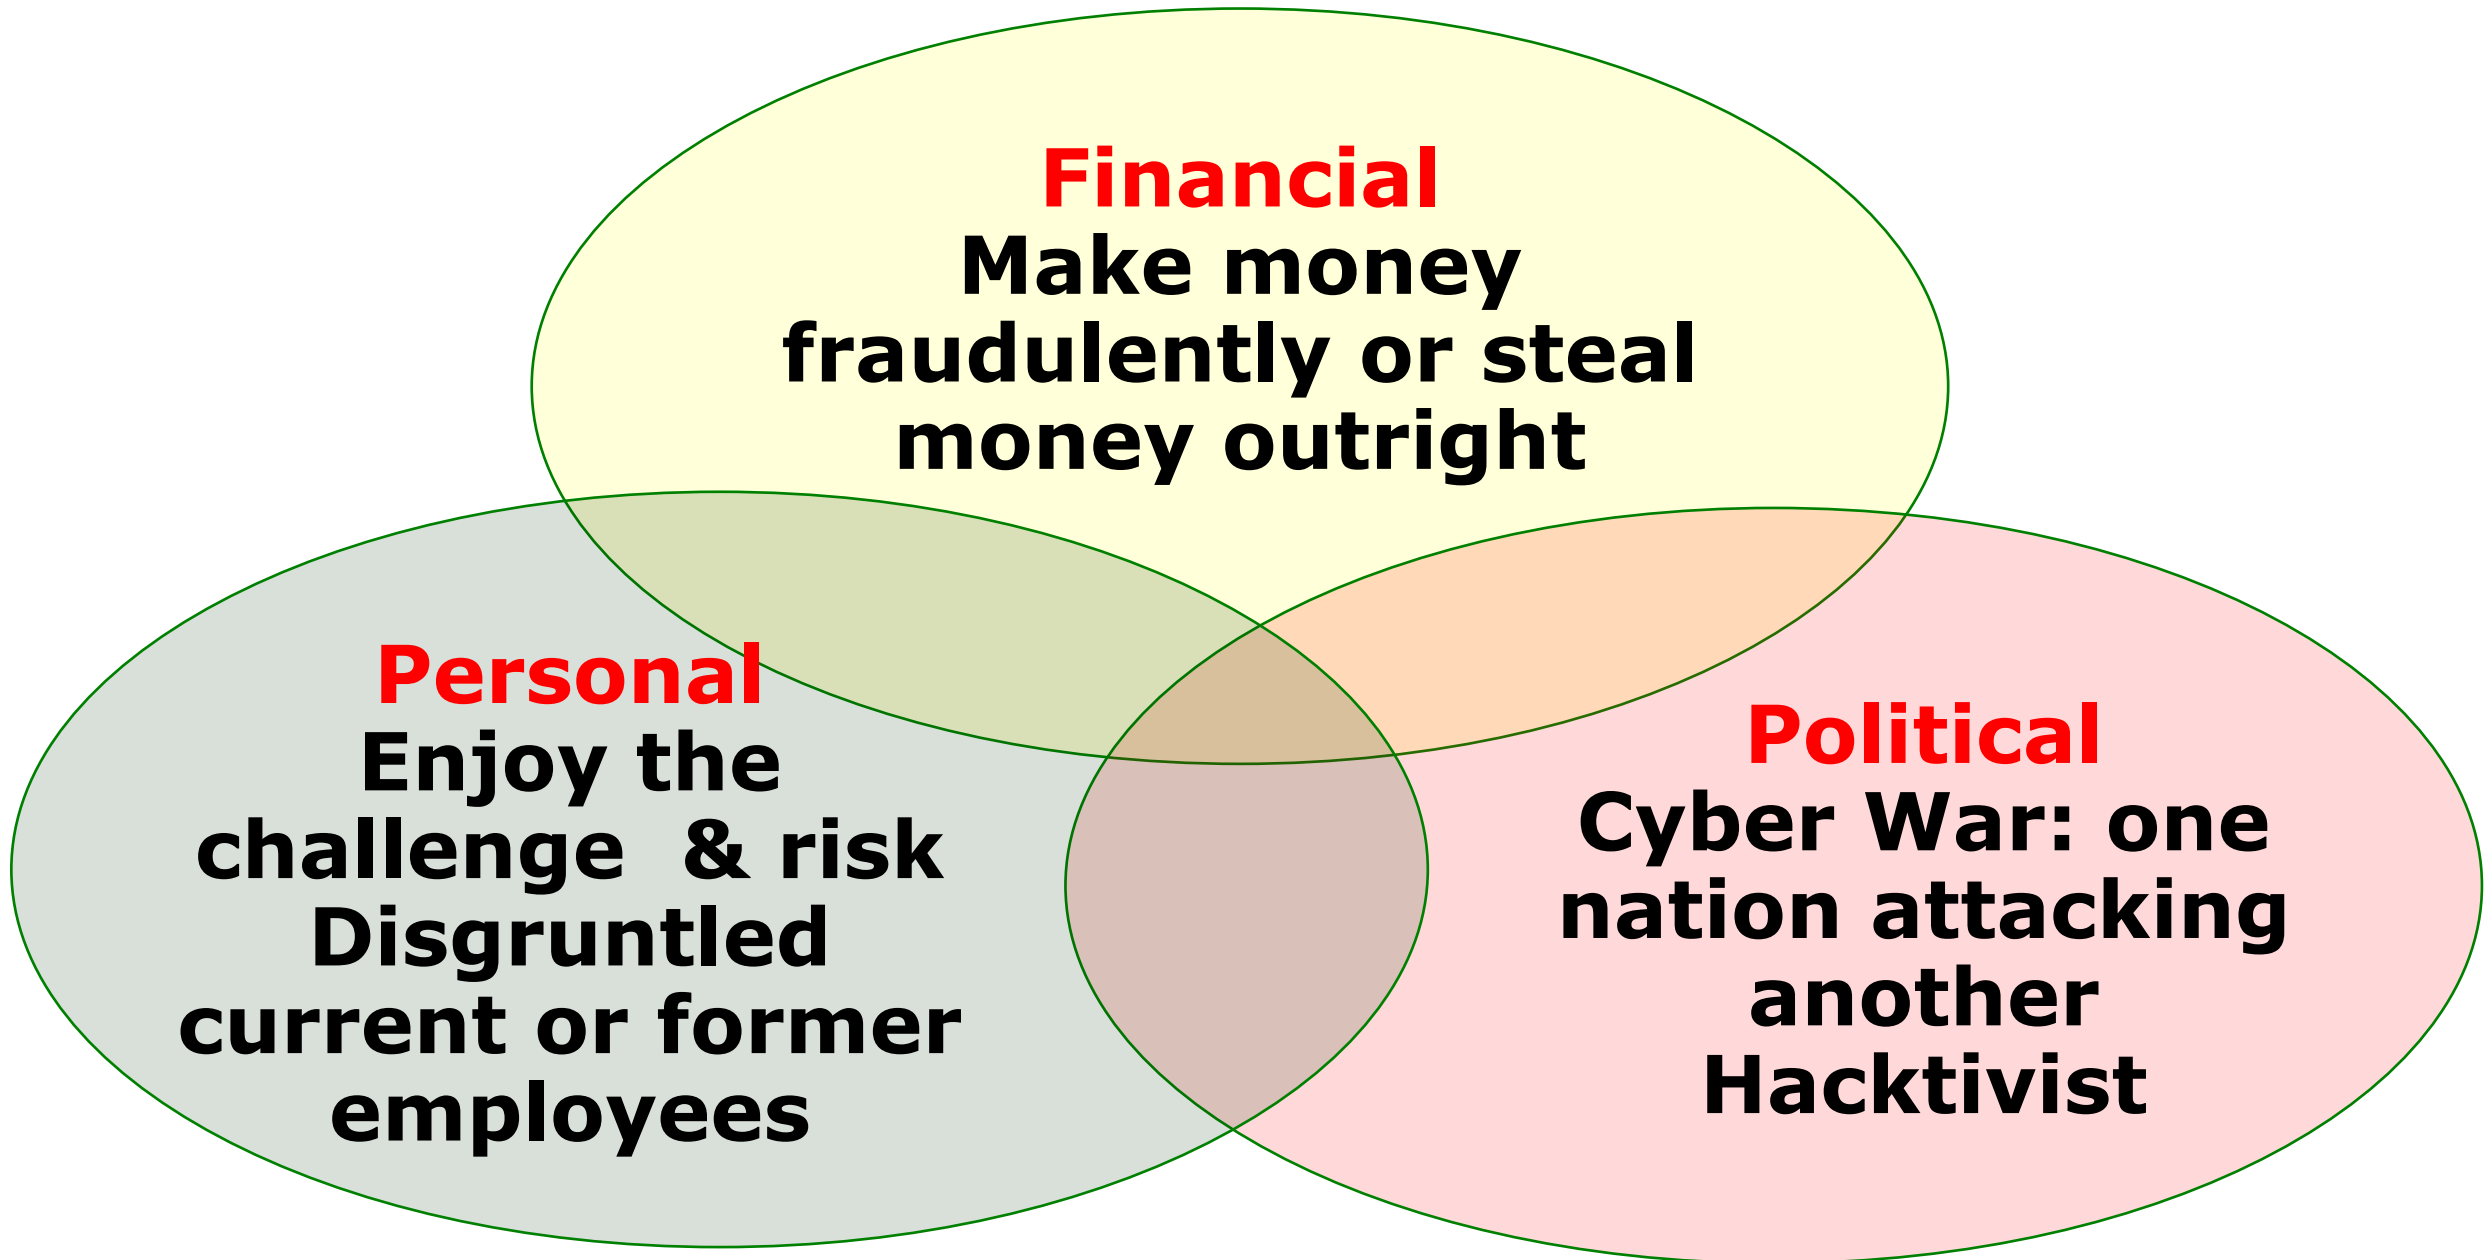 Financial
Make money
fraudulently or steal
money outright
Personal
Enjoy the
challenge  & risk
Disgruntled
current or former
employees
Political
Cyber War: one
nation attacking
another
Hacktivist